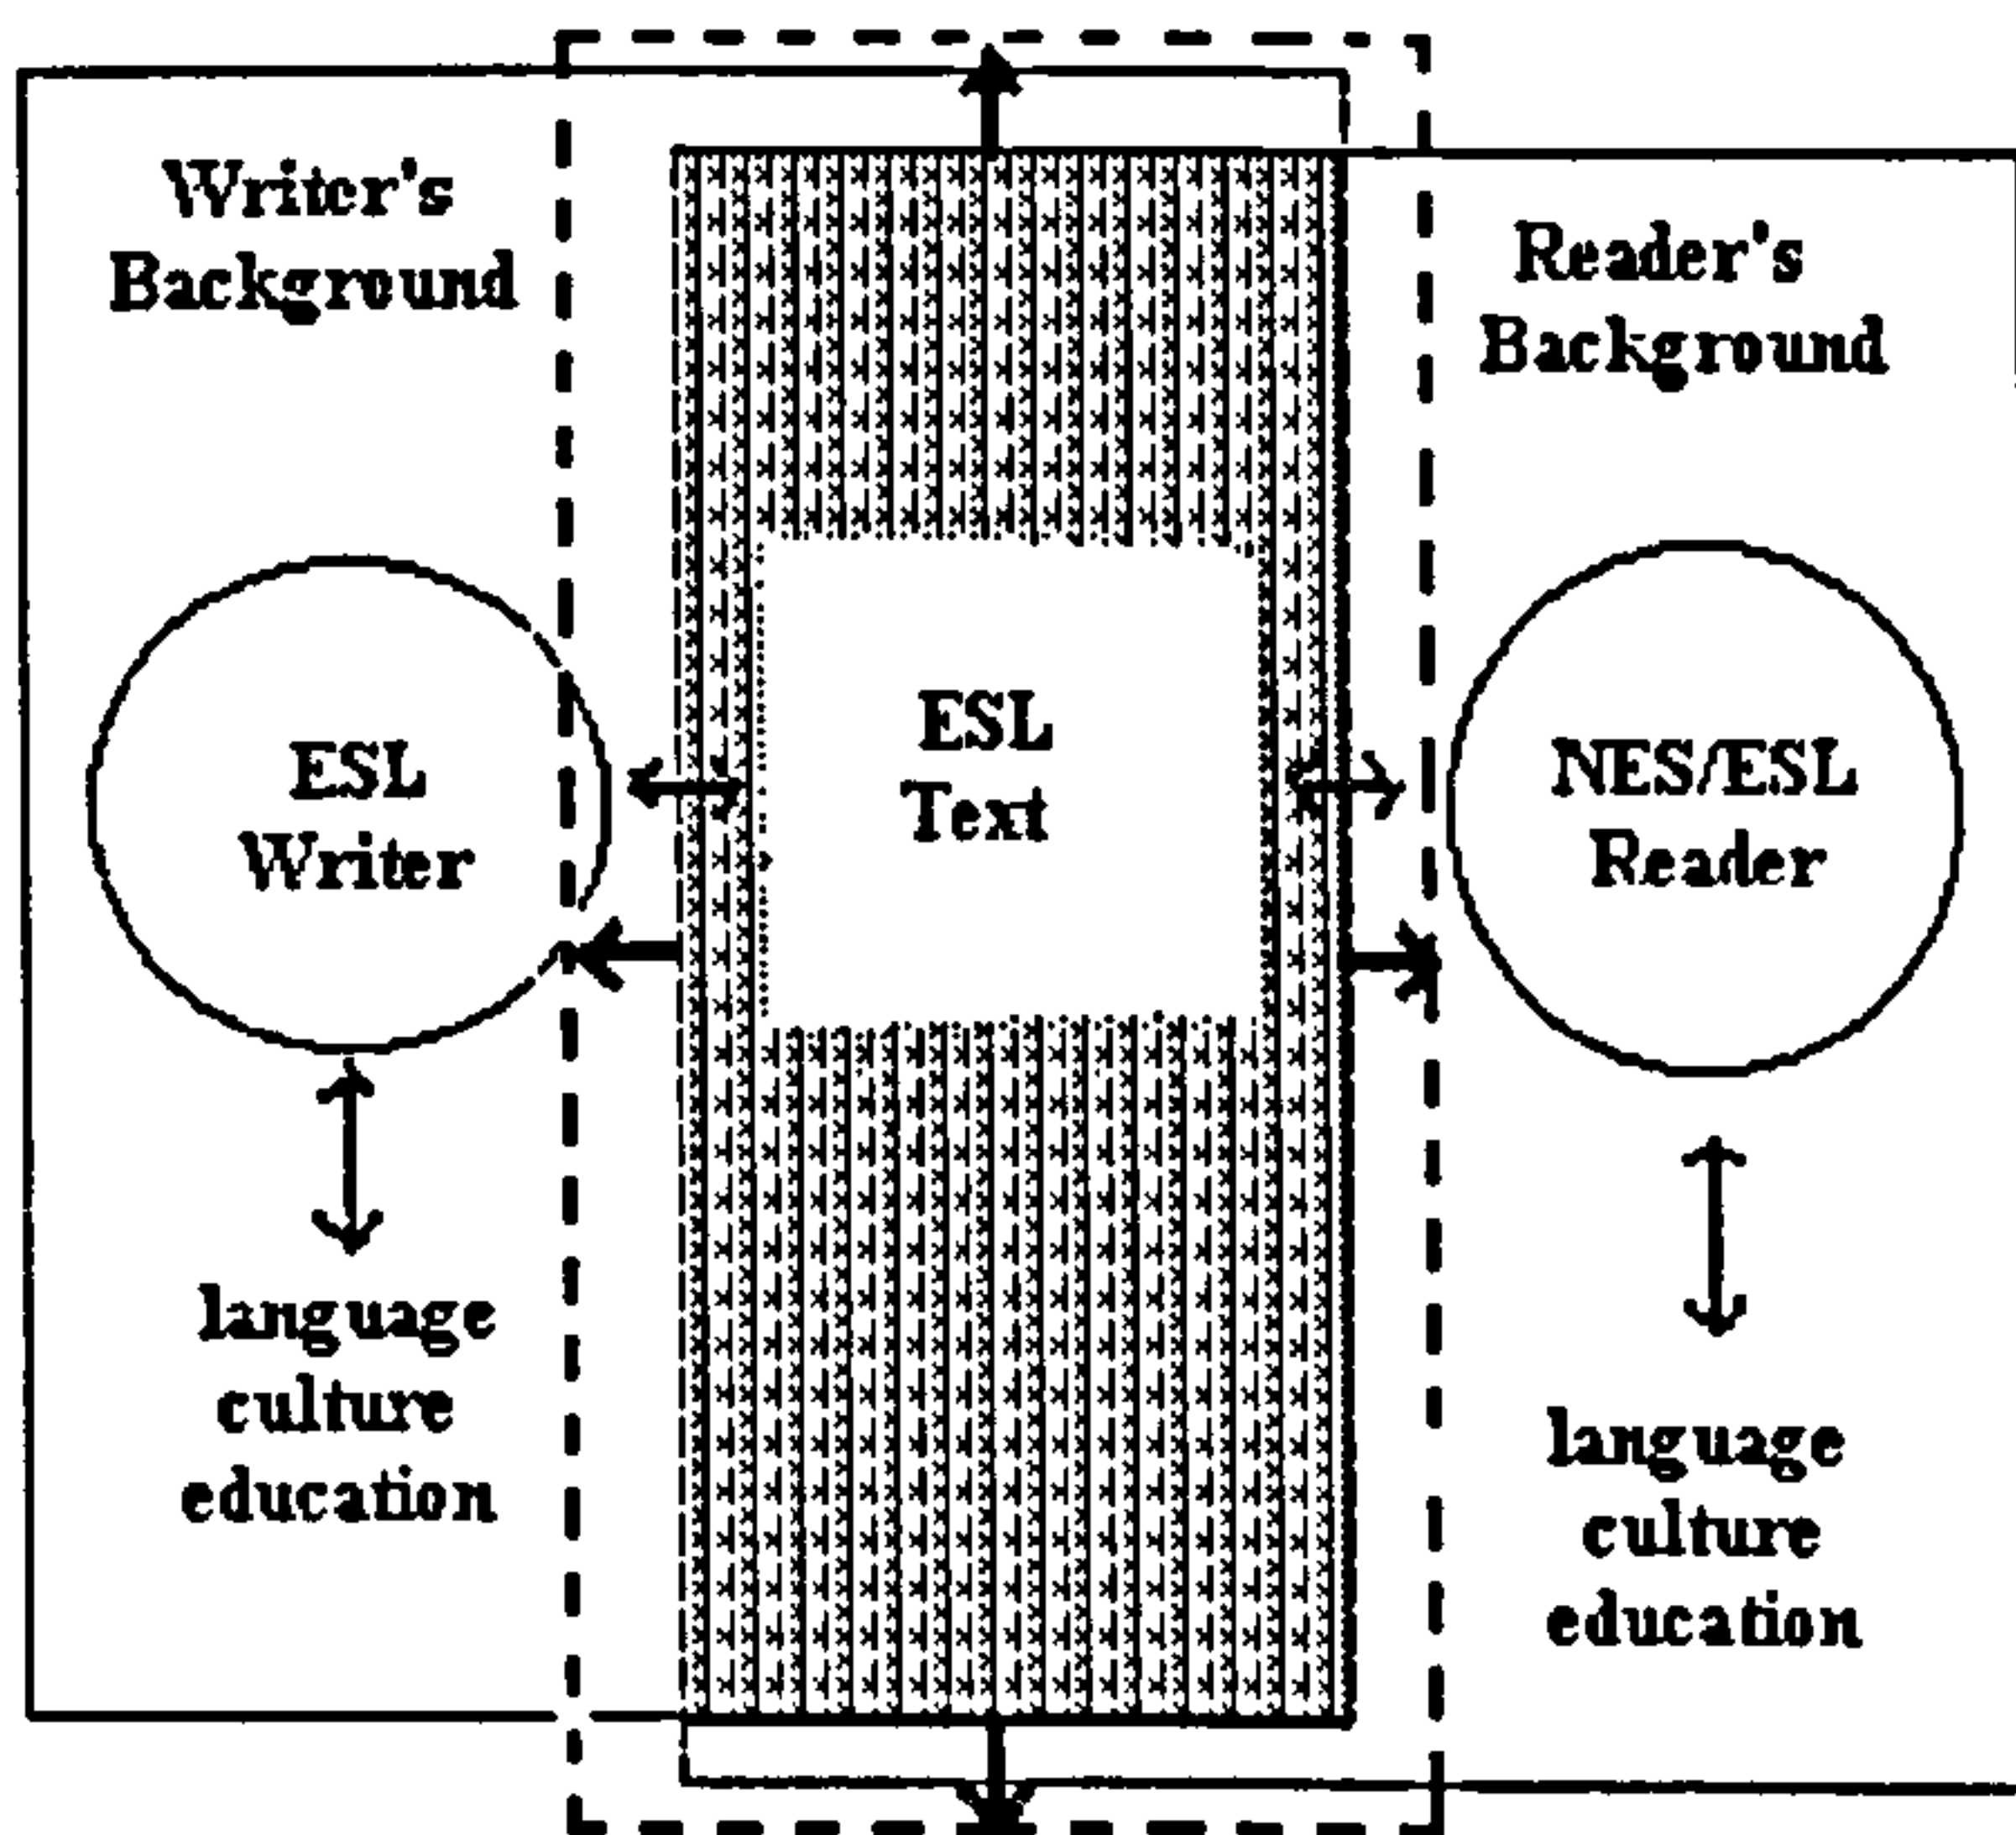 Writer's
Background
Reader's
Background
ESL
Writer
ESL
Text
NES/ESL
Reader
language
culture
education
language
culture
education